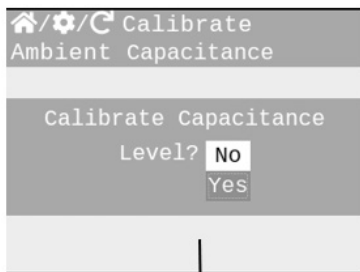 / / Calibrate
Ambient Capacitance
Calibrate Capacitance
Level? No
Yes